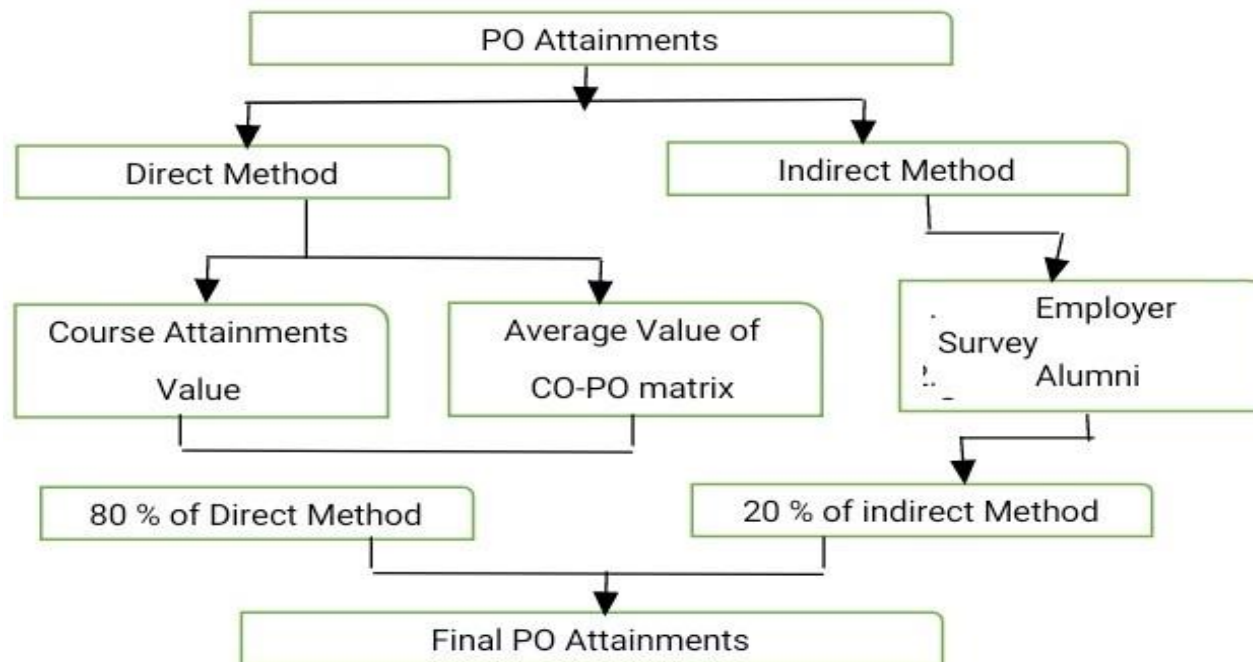 PO Attainments
Direct Method
Indirect Method
Course Attainments
Value
Average Value of
CO-PO matrix
Employer
Survey
2. Alumni
80 % of Direct Method
20 % of indirect Method
Final PO Attainments